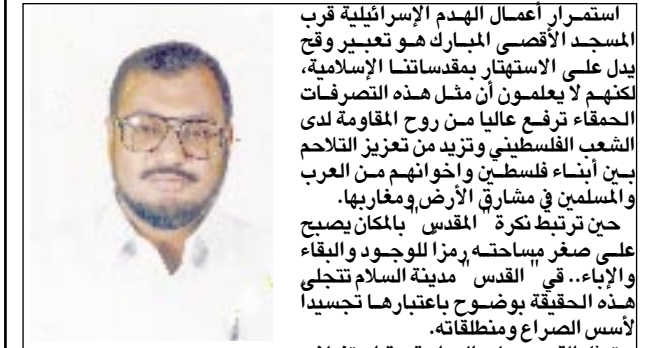 استمرار أعمال الهدم الإسرائيلية قرب
المسجد الأقصى المبارك هو تعبير وقح
يدل على الاستهتار بمقدساتنا الإسلامية،
لكنهم لا يعلمون أن مثل هذه التصرفات
الحمقاء ترفع عاليا من روح المقاومة لدى
الشعب الفلسطيني وتزيد من تعزيز التلاحم
بين أبناء فلسطين واخوانهم من العرب
والمسلمين في مشارق الأرض ومغاربها.
حين ترتبط نكرة " المقدس" بالمكان يصبح
على صغر مساحته رمزاً للوجود والبقاء
والإباء.. قي" القدس" مدينة السلام تتجلى
هذه الحقيقة بوضوح باعتبارها تجسيداً
لأسس الصراع ومنطلقاته.